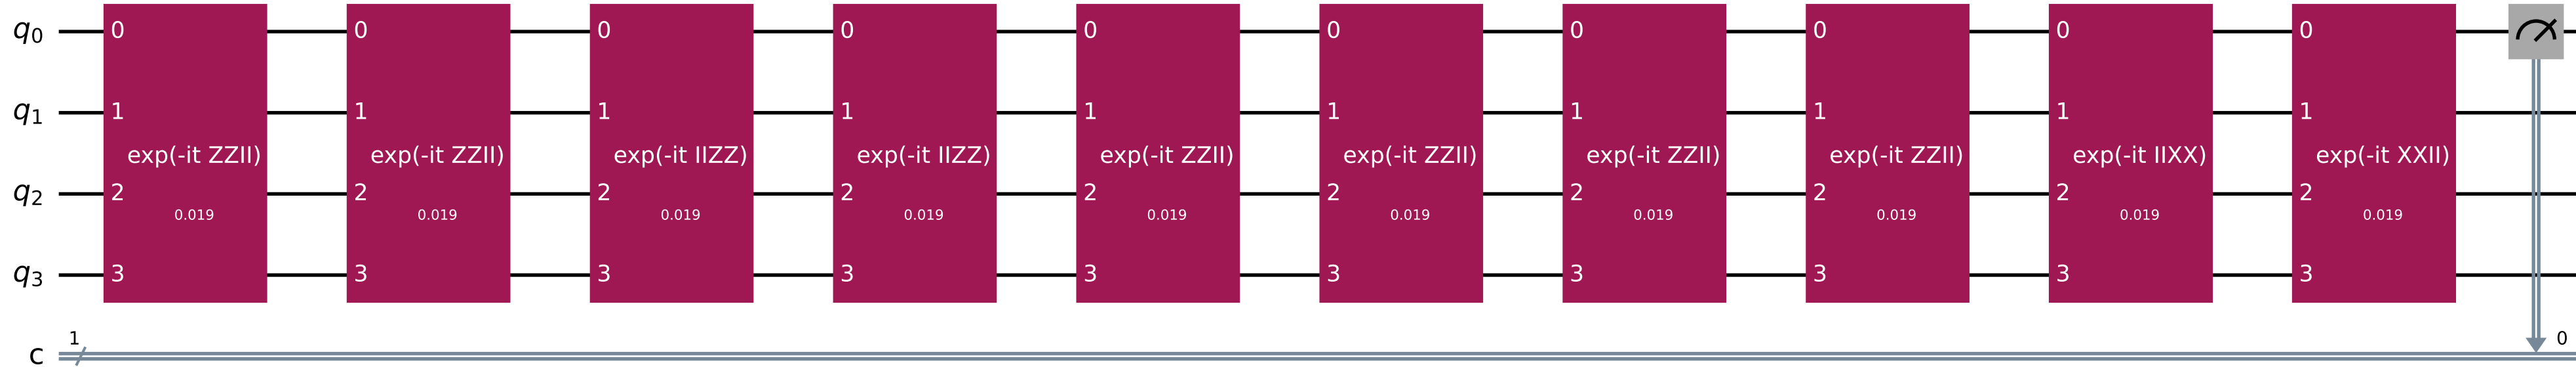 q0 0 0 0 0 0 0 0 0 0 0
q1 1 1 1 1 1 1 1 1 1 1
exp(-it ZZII) exp(-it ZZII) exp(-it IIZZ) exp(-it IIZZ) exp(-it ZZII) exp(-it ZZII) exp(-it ZZII) exp(-it ZZII) exp(-it IIXX) exp(-it XXII)
q2 2 2 2 2 2 2 2 2 2 2
0.019 0.019 0.019 0.019 0.019 0.019 0.019 0.019 0.019 0.019
q3 3 3 3 3 3 3 3 3 3 3
1 0
c